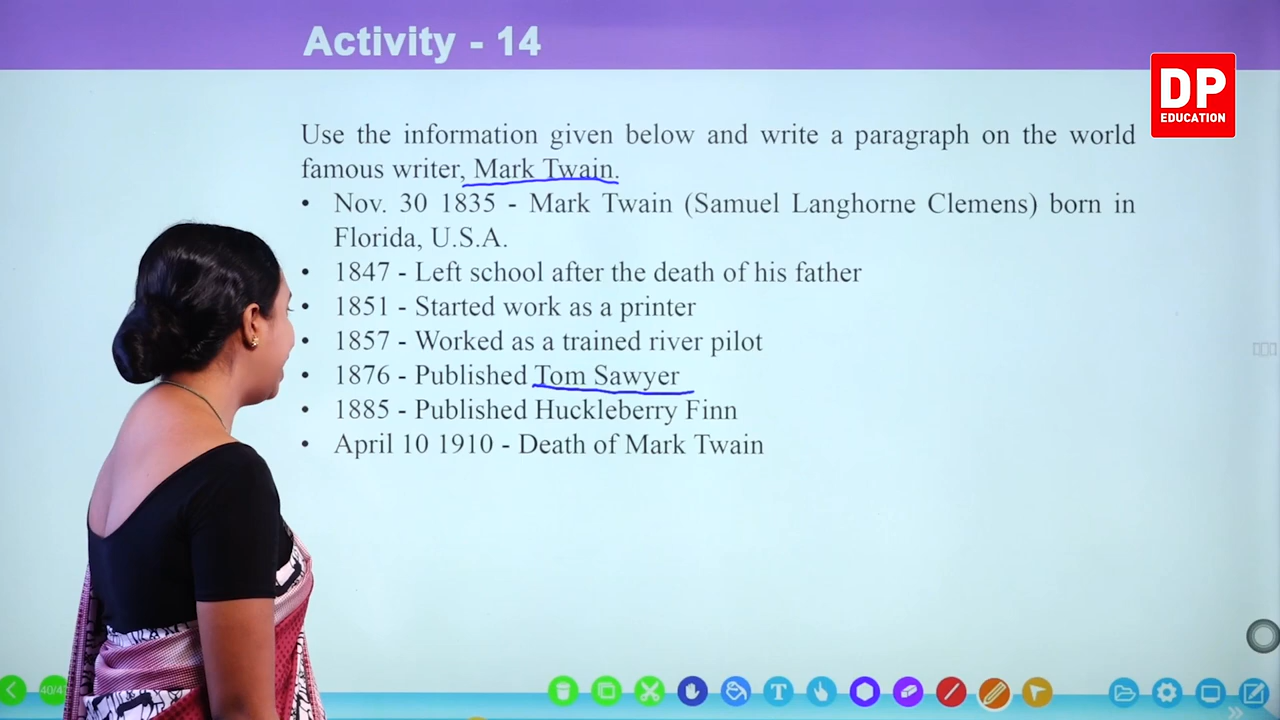 Activity - 14
DP
EDUCATION
Use the information given below and write a paragraph on the world
famous writer, Mark Twain.
• Nov. 30 1835 - Mark Twain (Samuel Langhorne Clemens) born in
Florida, U.S.A.
• 1847 - Left school after the death of his father
• 1851 - Started work as a printer
• 1857 - Worked as a trained river pilot
• 1876 - Published Tom Sawyer
• 1885 - Published Huckleberry Finn
• April 10 1910 - Death of Mark Twain
40/4
T